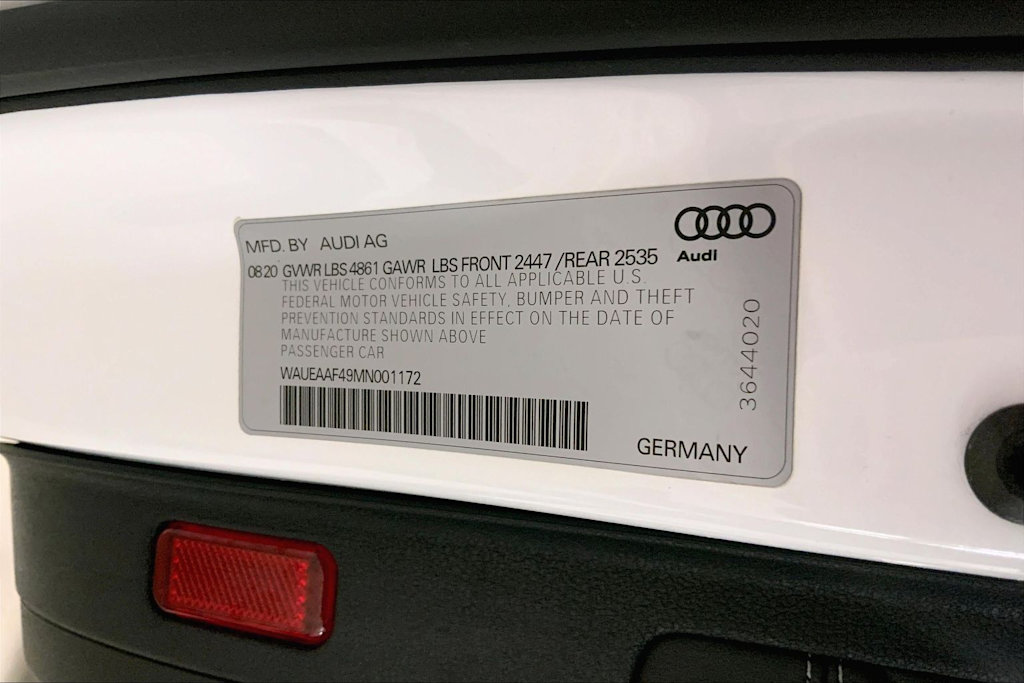 MFD. BY AUDI AG
Audi
08 20 GVWR LBS 4861 GAWR LBS FRONT 2447 /REAR 2535
THIS VEHICLE CONFORMS TO ALL APPLICABLE U.S.
FEDERAL MOTOR VEHICLE SAFETY, BUMPER AND THEFT
PREVENTION STANDARDS IN EFFECT ON THE DATE OF
MANUFACTURE SHOWN ABOVE
PASSENGER CAR
WAUEAAF49MN001172
3644020
GERMANY